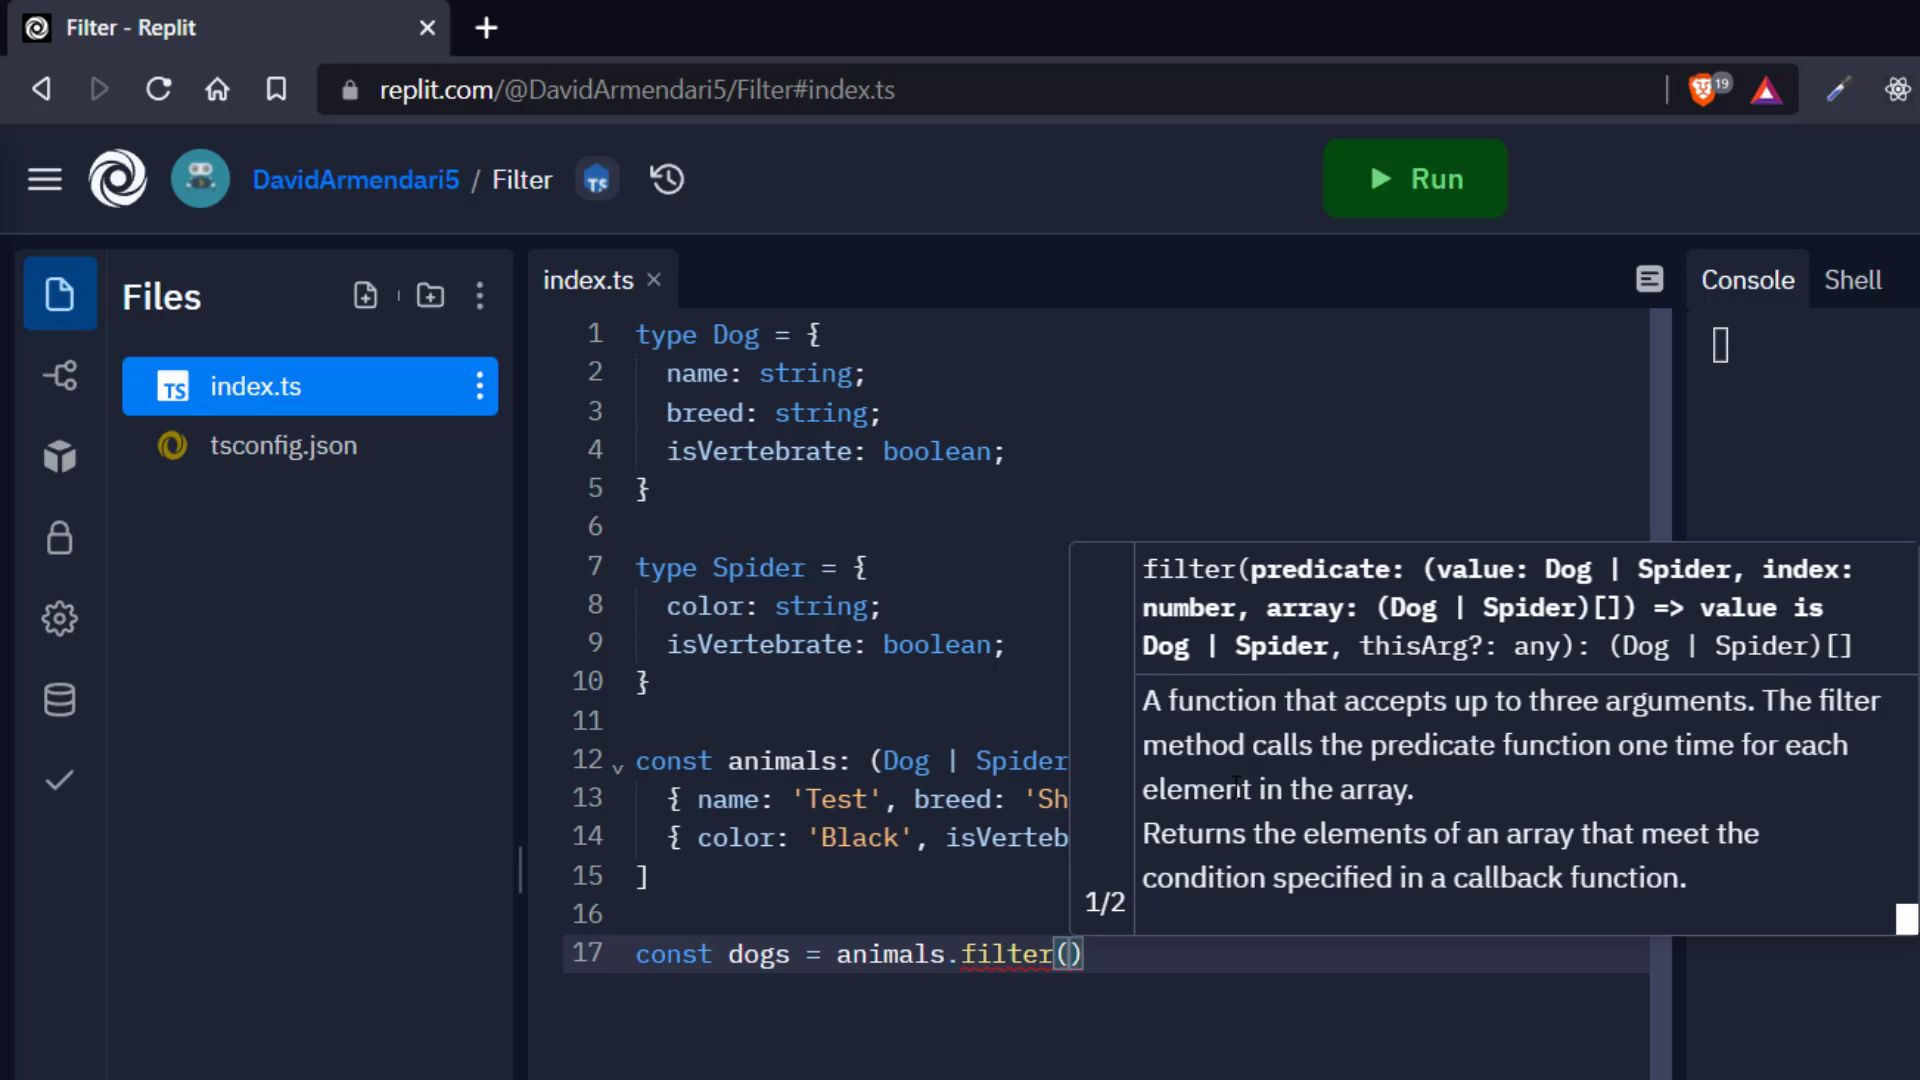 Filter - Replit
replit.com/@DavidArmendari5/Filter#index.ts
19
DavidArmendari5 / Filter
TS
Run
Files
index.ts
Console
Shell
TS index.ts
tsconfig.json
1 type Dog = {
2 name: string;
3 breed: string;
4 isVertebrate: boolean;
5 }
6
7 type Spider = {
8 color: string;
9 isVertebrate: boolean;
10 }
11
12 const animals: (Dog | Spider
13 { name: 'Test', breed: 'Sh
14 { color: 'Black', isVerteb
15 ]
16
17 const dogs = animals.filter()
filter(predicate: (value: Dog | Spider, index:
number, array: (Dog | Spider)[]) => value is
Dog | Spider, thisArg?: any): (Dog | Spider)[]
A function that accepts up to three arguments. The filter
method calls the predicate function one time for each
element in the array.
Returns the elements of an array that meet the
condition specified in a callback function.
1/2